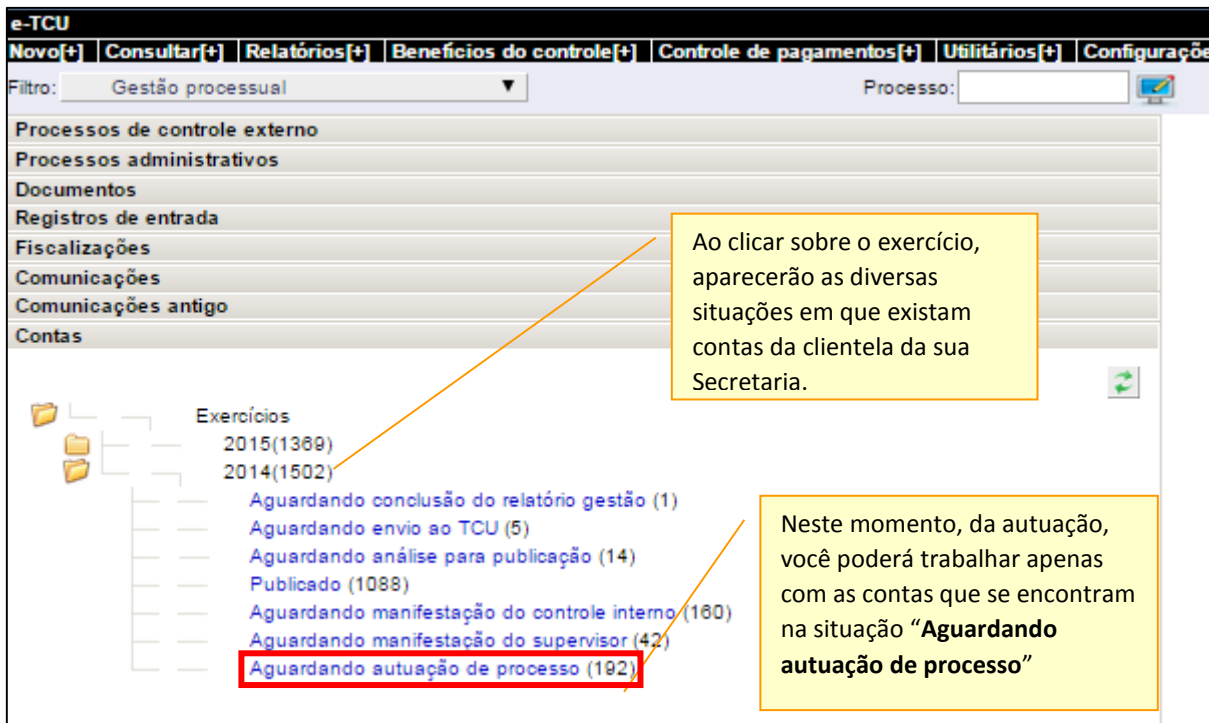 e-TCU
Novo[+] Consultar[+] Relatórios[+] Benefícios do controle[+] Controle de pagamentos[+] Utilitários[+] Configuraçõe
Filtro: Gestão processual ▼ Processo:
Processos de controle externo
Processos administrativos
Documentos
Registros de entrada
Fiscalizações
Comunicações
Comunicações antigo
Contas
Ao clicar sobre o exercício,
aparecerão as diversas
situações em que existam
contas da clientela da sua
Secretaria.
Exercícios
2015(1369)
2014(1502)
Aguardando conclusão do relatório gestão (1)
Aguardando envio ao TCU (5)
Aguardando análise para publicação (14)
Publicado (1088)
Aguardando manifestação do controle interno (160)
Aguardando manifestação do supervisor (42)
Aguardando autuação de processo (192)
Neste momento, da autuação,
você poderá trabalhar apenas
com as contas que se encontram
na situação “Aguardando
autuação de processo”